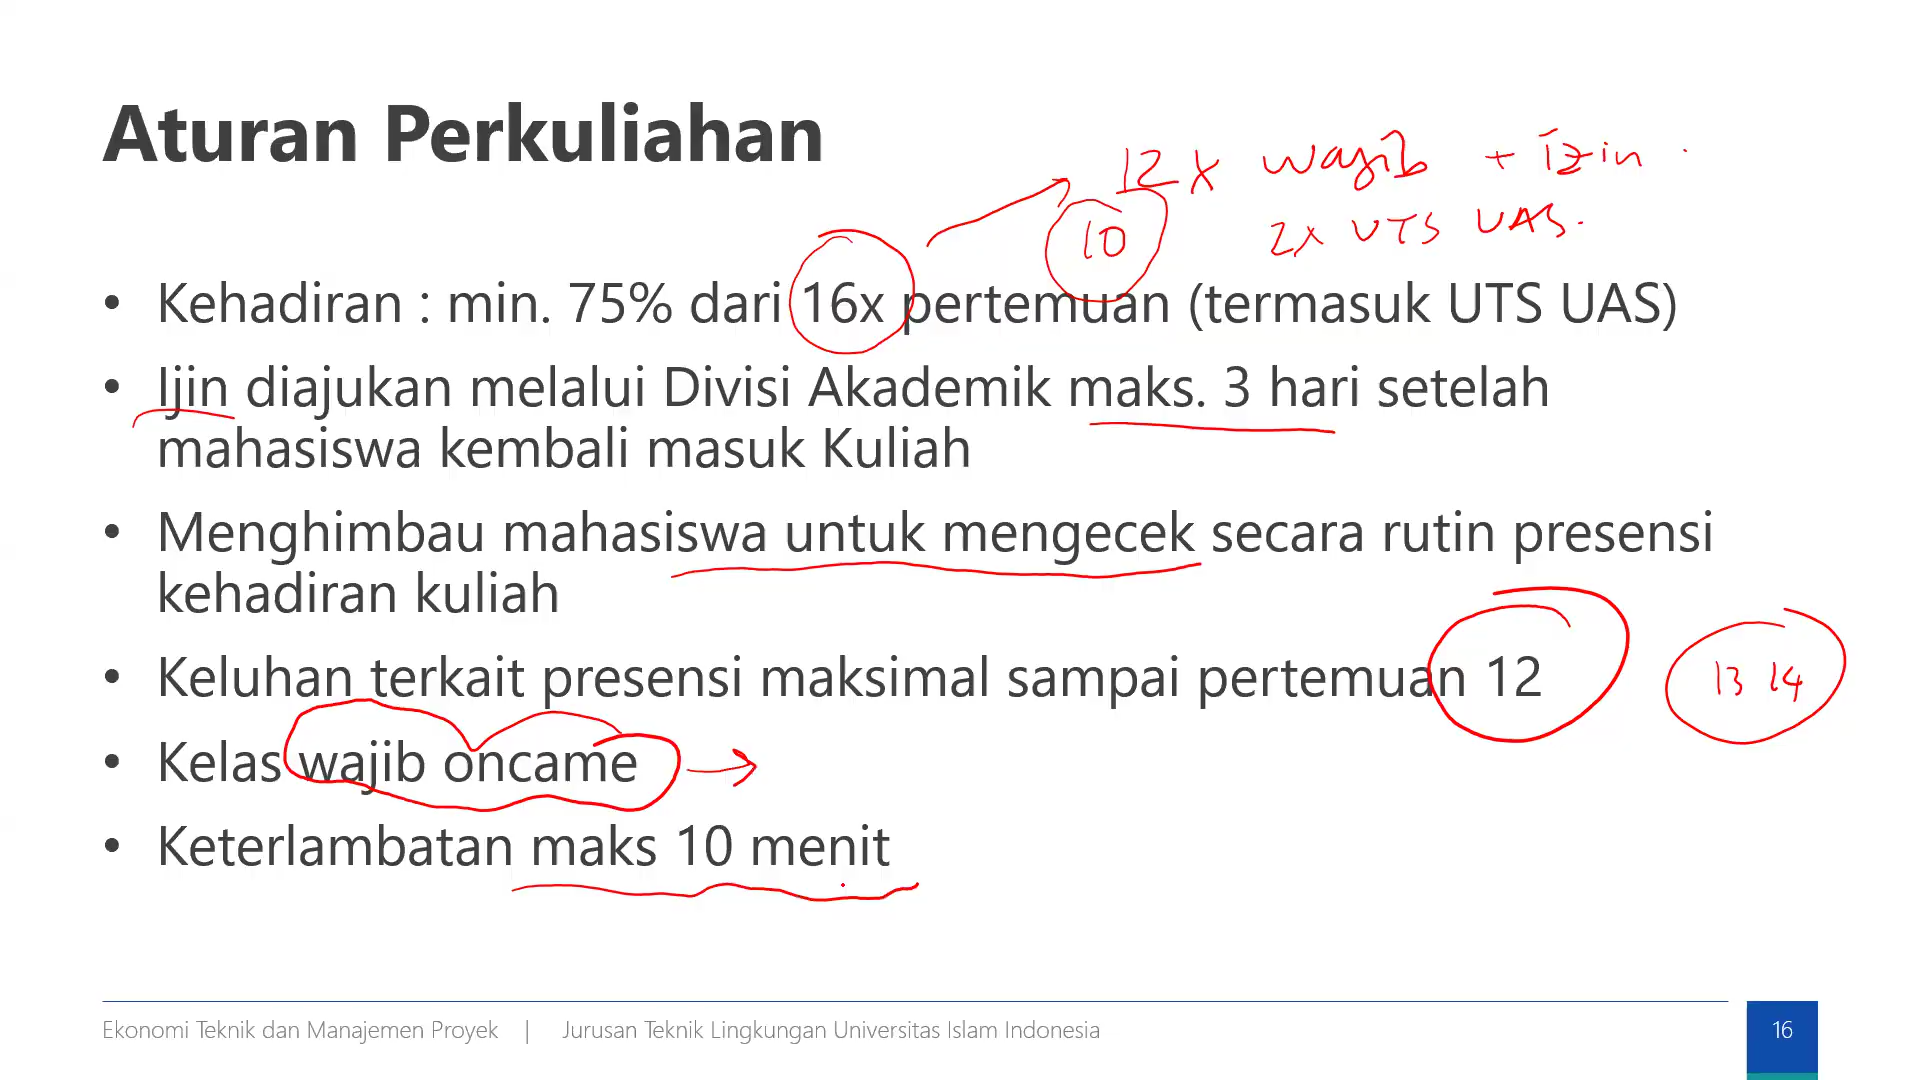 Aturan Perkuliahan
12x wajib + izin
10
2x UTS UAS.
• Kehadiran : min. 75% dari 16x pertemuan (termasuk UTS UAS)
• Ijin diajukan melalui Divisi Akademik maks. 3 hari setelah
mahasiswa kembali masuk Kuliah
• Menghimbau mahasiswa untuk mengecek secara rutin presensi
kehadiran kuliah
• Keluhan terkait presensi maksimal sampai pertemuan 12
13 14
• Kelas wajib oncame
• Keterlambatan maks 10 menit
Ekonomi Teknik dan Manajemen Proyek | Jurusan Teknik Lingkungan Universitas Islam Indonesia
16